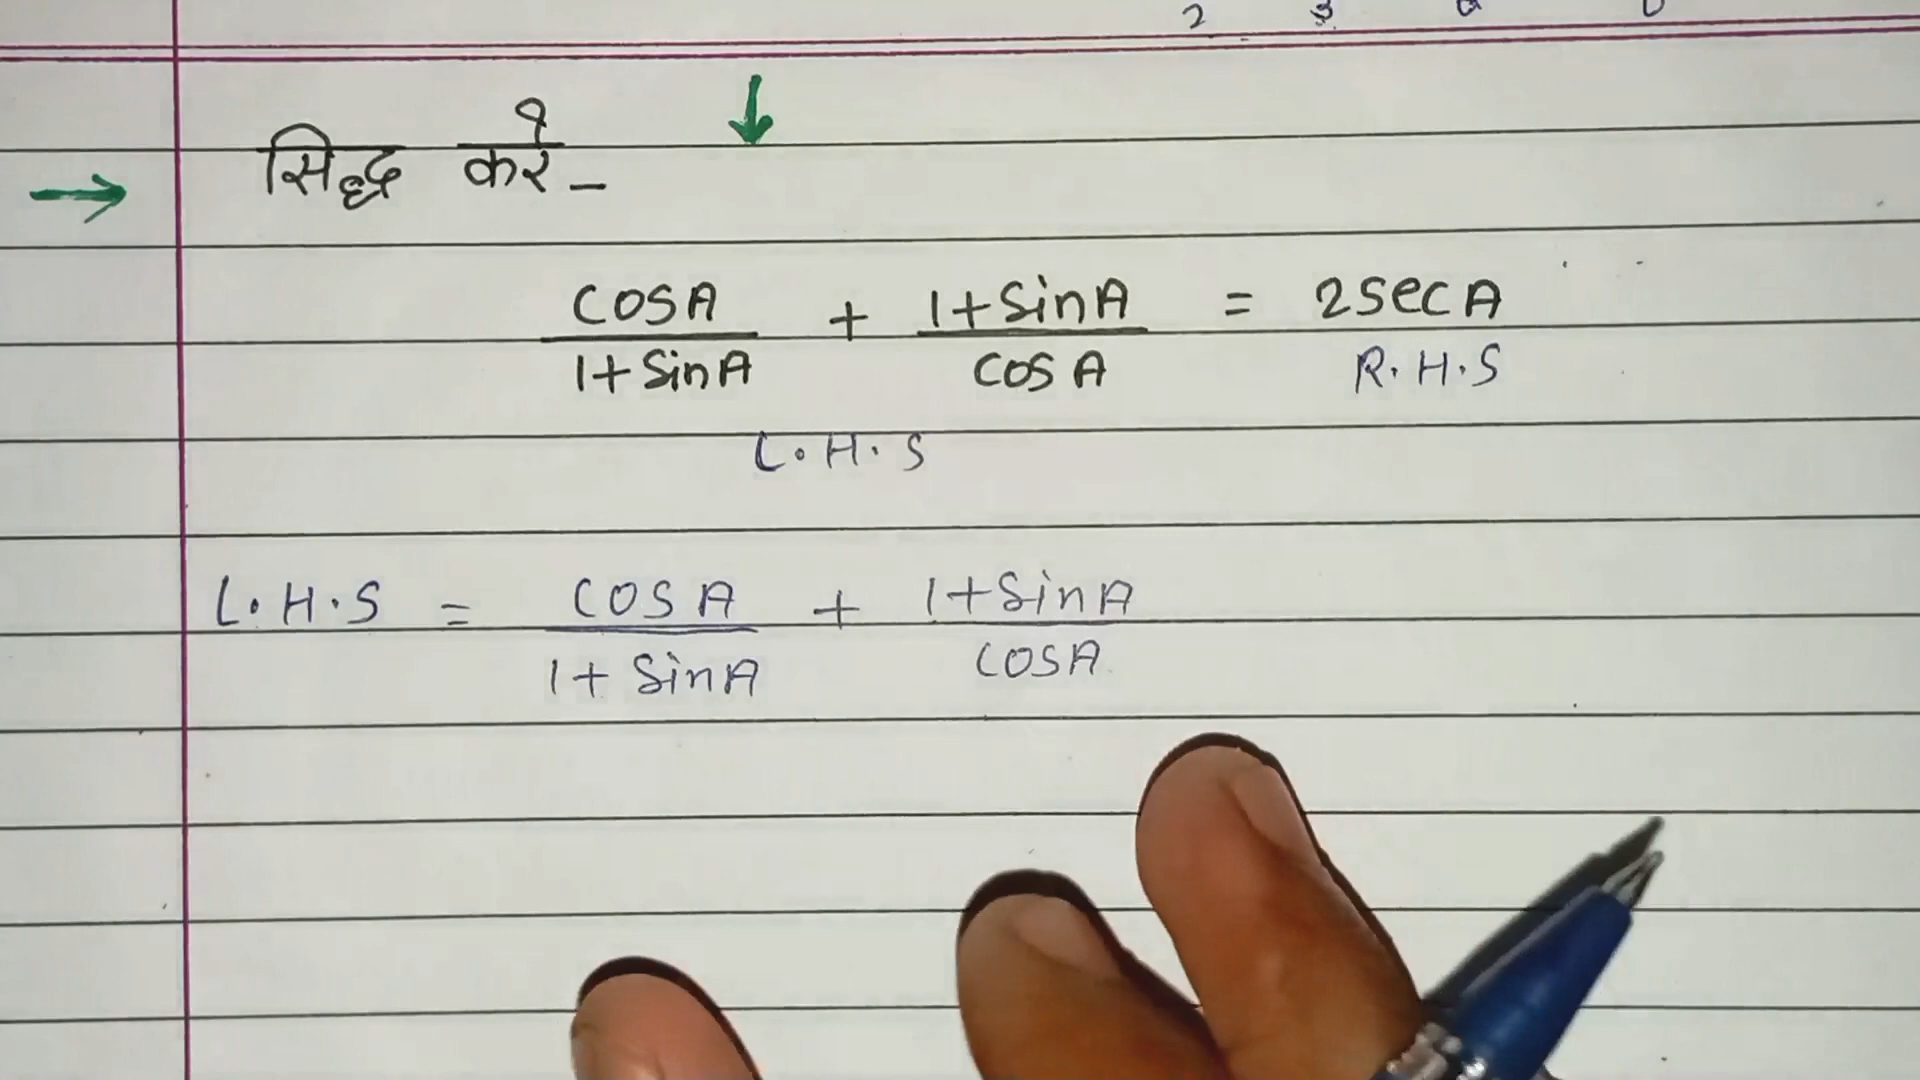 सिद्ध करे -
COSA / 1+SinA + 1+SinA / COSA = 2SecA
L.H.S R.H.S
L.H.S = COSA / 1+SinA + 1+SinA / COSA